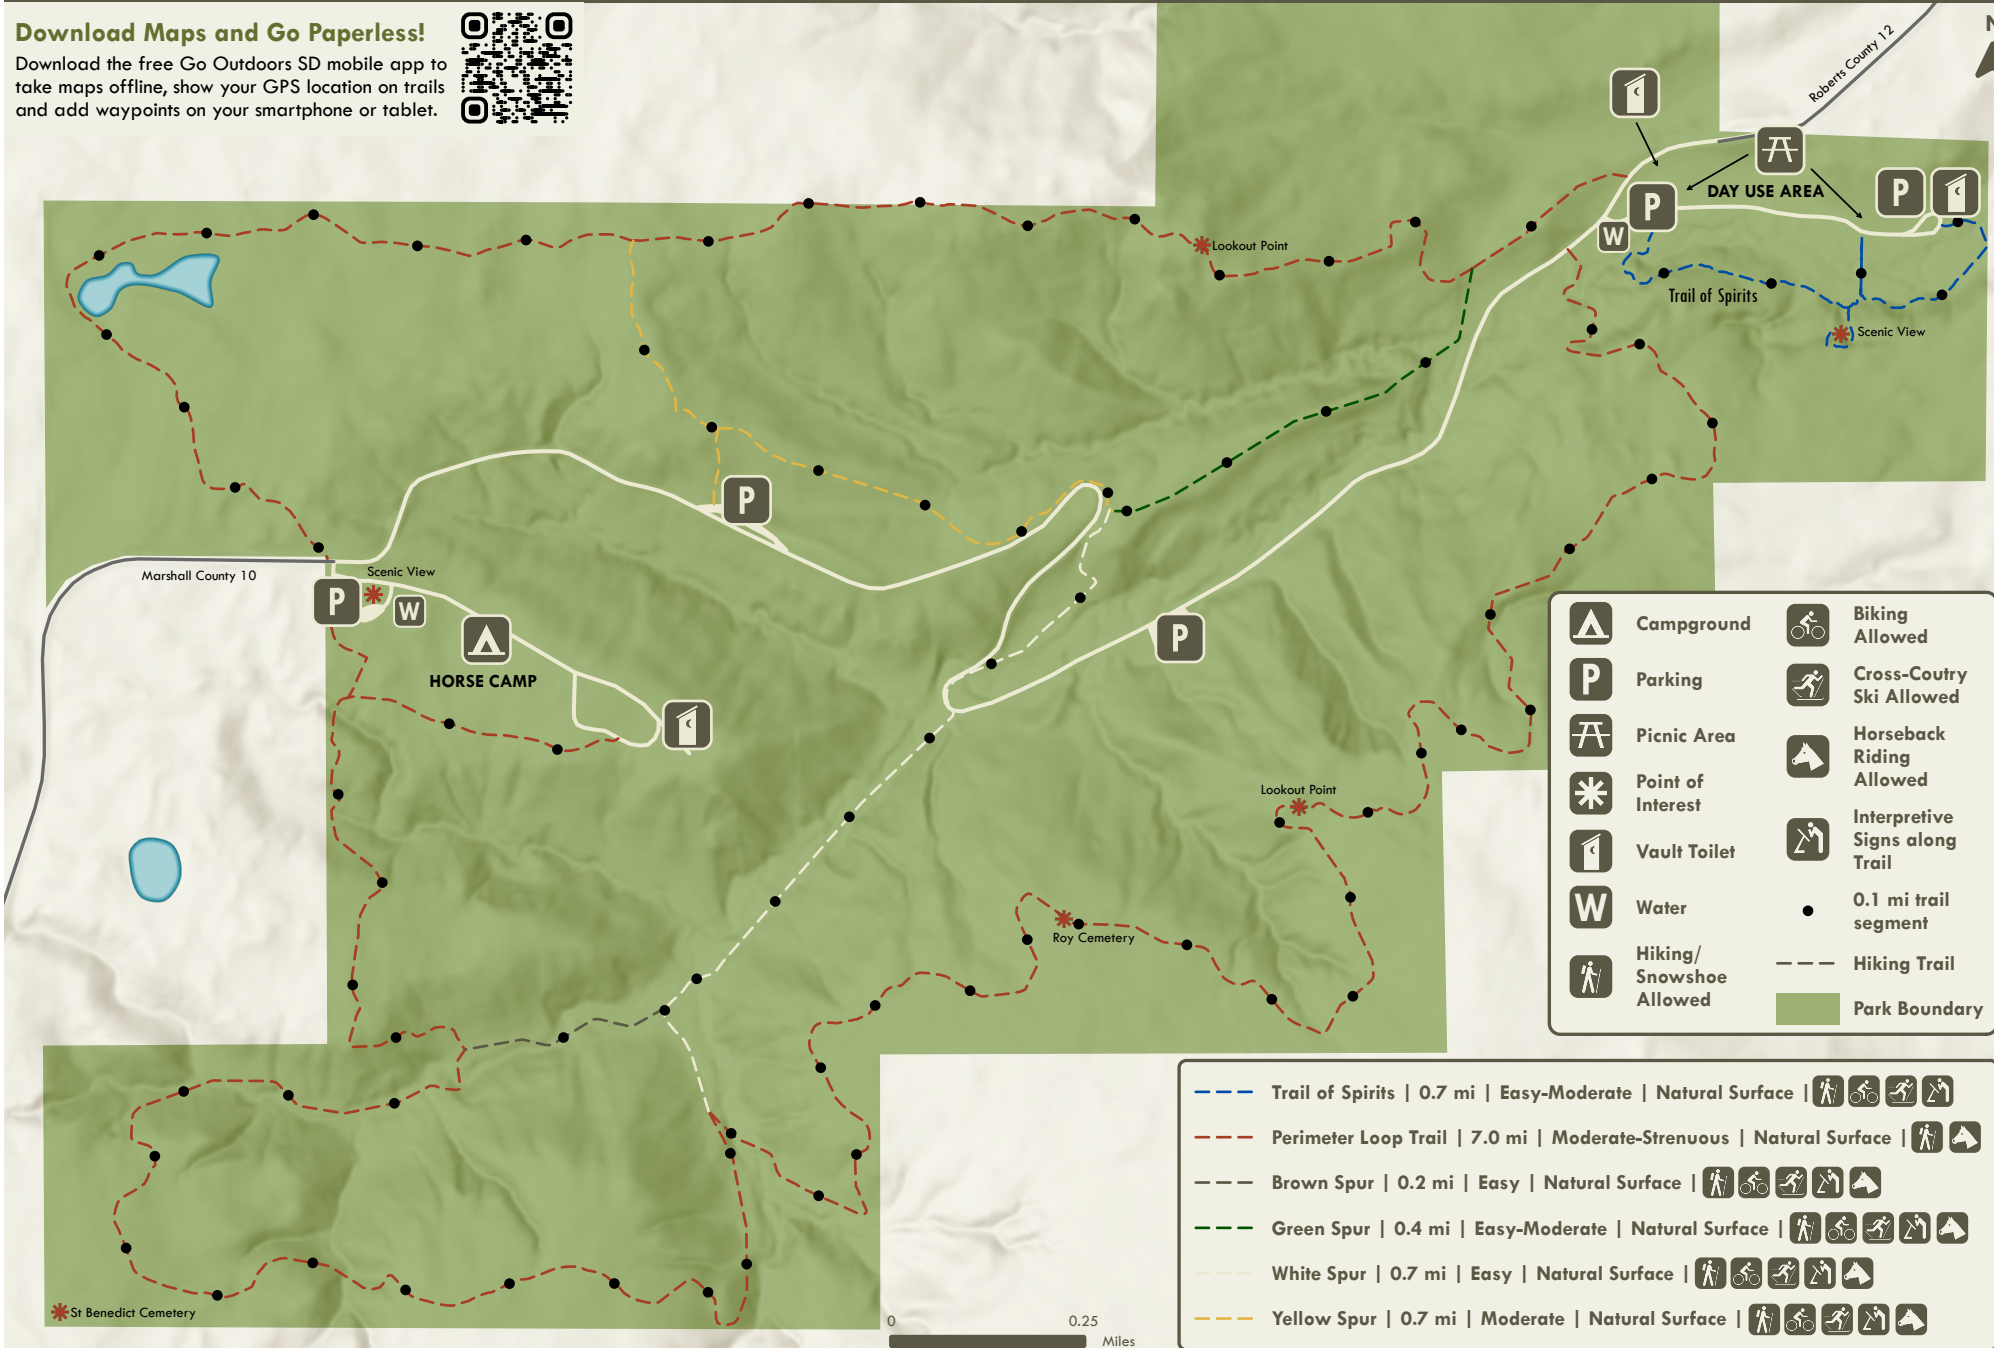 Download Maps and Go Paperless!
Download the free Go Outdoors SD mobile app to
take maps offline, show your GPS location on trails
and add waypoints on your smartphone or tablet.
N
Roberts County 12
P
DAY USE AREA
P
W
Lookout Point
Trail of Spirits
Scenic View
P
Marshall County 10
Scenic View
P
W
HORSE CAMP
P
Lookout Point
Roy Cemetery
St Benedict Cemetery
0
0.25
Miles
Campground
P
Parking
Picnic Area
Point of
Interest
Vault Toilet
W
Water
Hiking/
Snowshoe
Allowed
Biking
Allowed
Cross-Coutry
Ski Allowed
Horseback
Riding
Allowed
Interpretive
Signs along
Trail
0.1 mi trail
segment
Hiking Trail
Park Boundary
Trail of Spirits | 0.7 mi | Easy-Moderate | Natural Surface |
Perimeter Loop Trail | 7.0 mi | Moderate-Strenuous | Natural Surface |
Brown Spur | 0.2 mi | Easy | Natural Surface |
Green Spur | 0.4 mi | Easy-Moderate | Natural Surface |
White Spur | 0.7 mi | Easy | Natural Surface |
Yellow Spur | 0.7 mi | Moderate | Natural Surface |